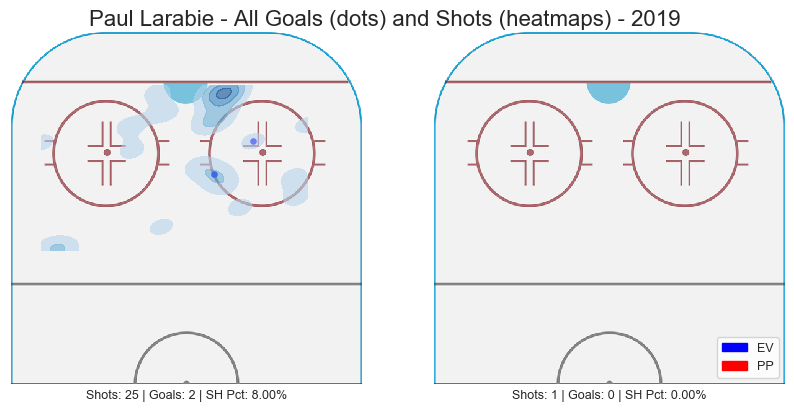 Paul Larabie - All Goals (dots) and Shots (heatmaps) - 2019
EV
PP
Shots: 25 | Goals: 2 | SH Pct: 8.00%
Shots: 1 | Goals: 0 | SH Pct: 0.00%